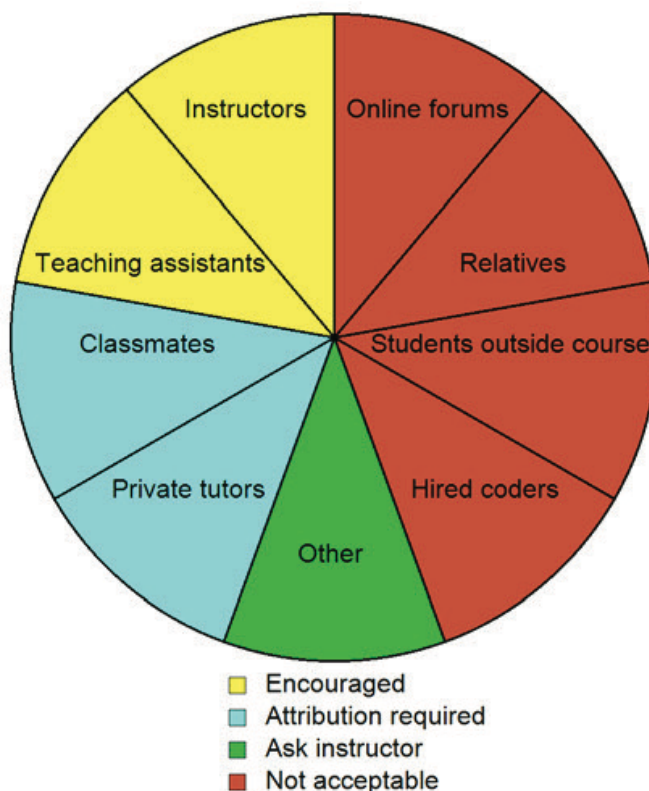 Instructors
Online forums
Teaching assistants
Relatives
Classmates
Students outside course
Private tutors
Hired coders
Other
Encouraged
Attribution required
Ask instructor
Not acceptable